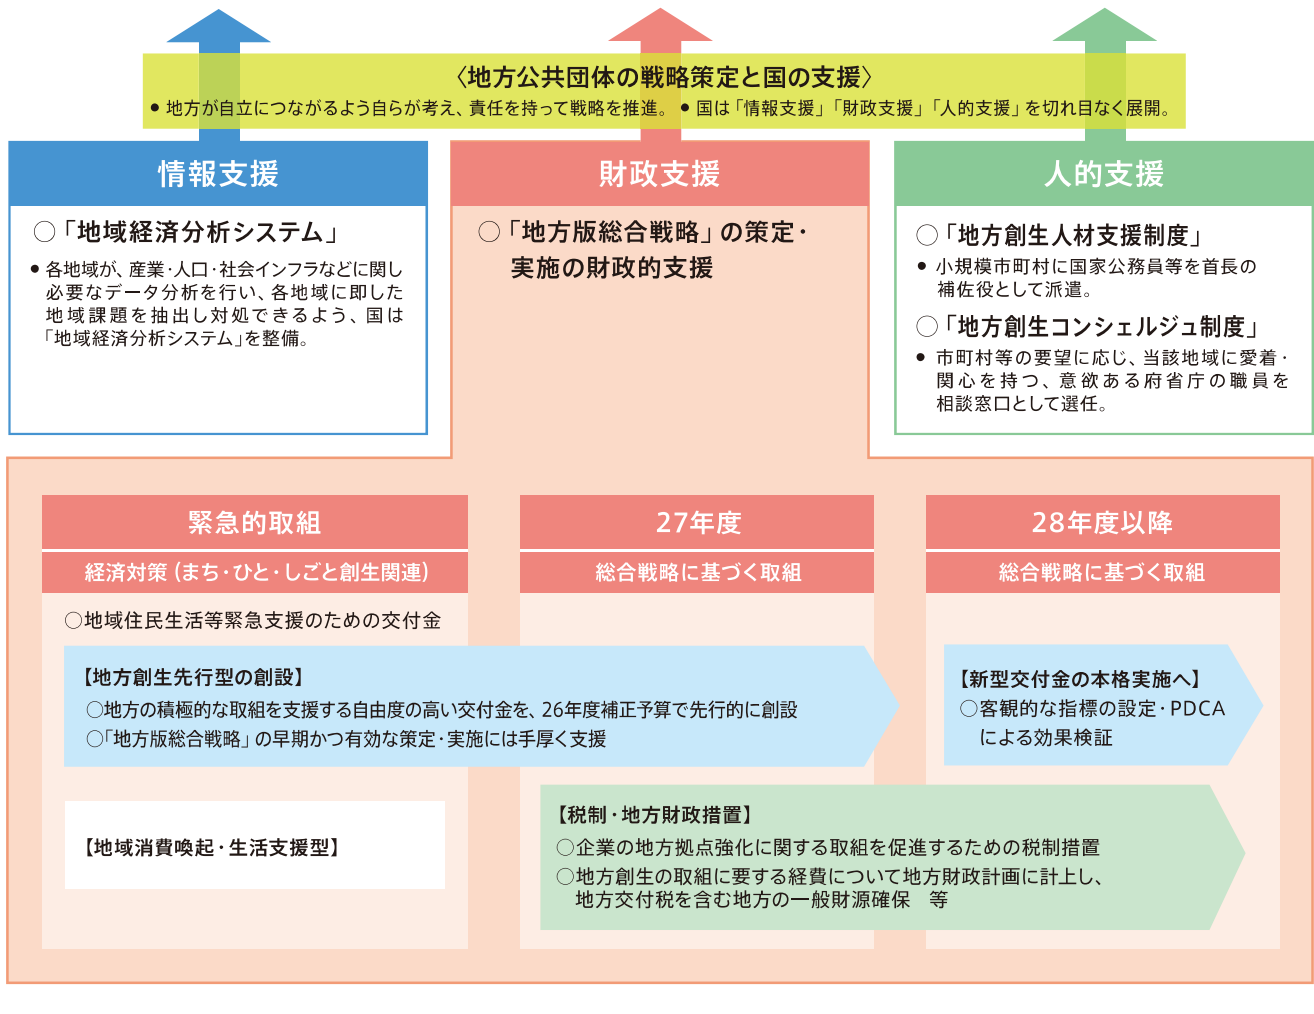 〈地方公共団体の戦略策定と国の支援〉
● 地方が自立につながるよう自らが考え、責任を持って戦略を推進。 ● 国は「情報支援」「財政支援」「人的支援」を切れ目なく展開。
情報支援
○「地域経済分析システム」
● 各地域が、産業・人口・社会インフラなどに関し
必要なデータ分析を行い、各地域に即した
地域課題を抽出し対処できるよう、国は
「地域経済分析システム」を整備。
財政支援
○「地方版総合戦略」の策定・
実施の財政的支援
人的支援
○「地方創生人材支援制度」
● 小規模市町村に国家公務員等を首長の
補佐役として派遣。
○「地方創生コンシェルジュ制度」
● 市町村等の要望に応じ、当該地域に愛着・
関心を持つ、意欲ある府省庁の職員を
相談窓口として選任。
緊急的取組
経済対策(まち・ひと・しごと創生関連)
○地域住民生活等緊急支援のための交付金
【地方創生先行型の創設】
○地方の積極的な取組を支援する自由度の高い交付金を、26年度補正予算で先行的に創設
○「地方版総合戦略」の早期かつ有効な策定・実施には手厚く支援
【地域消費喚起・生活支援型】
27年度
総合戦略に基づく取組
28年度以降
総合戦略に基づく取組
【新型交付金の本格実施へ】
○客観的な指標の設定・PDCA
による効果検証
【税制・地方財政措置】
○企業の地方拠点強化に関する取組を促進するための税制措置
○地方創生の取組に要する経費について地方財政計画に計上し、
地方交付税を含む地方の一般財源確保　等